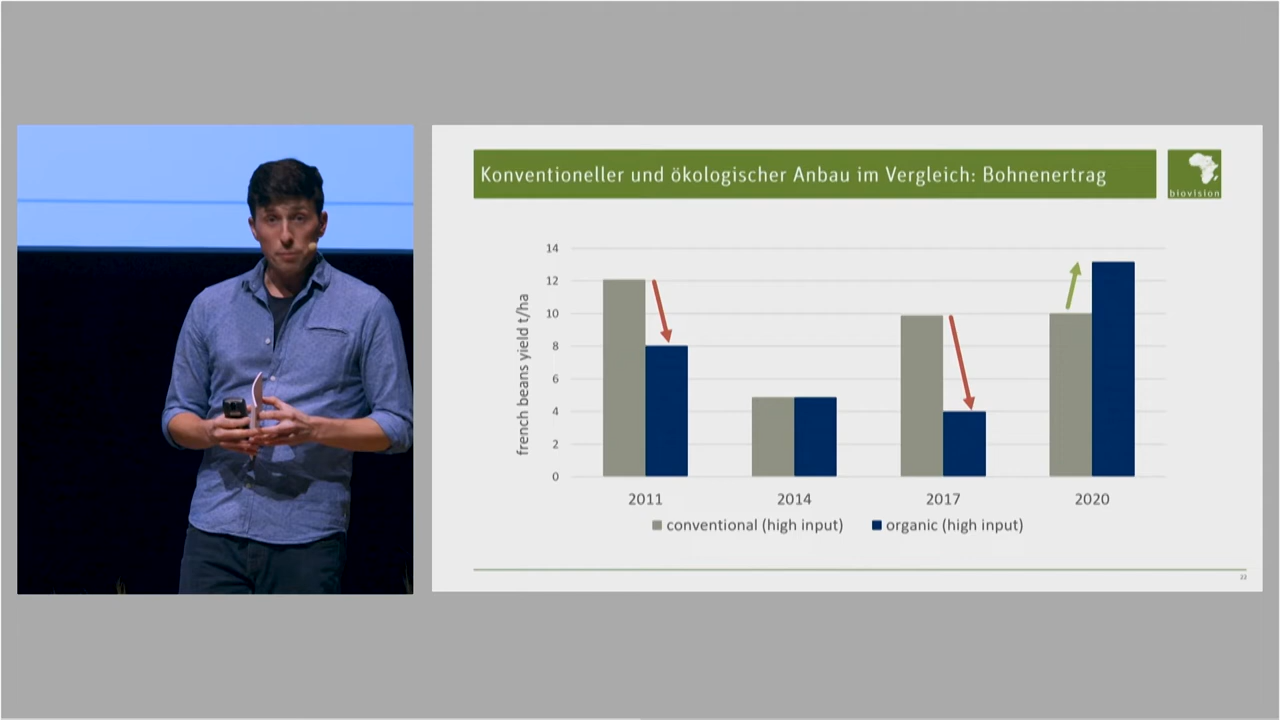 Konventioneller und ökologischer Anbau im Vergleich: Bohnenertrag
biovision
french beans yield t/ha
14
12
10
8
6
4
2
0
2011
2014
2017
2020
conventional (high input)
organic (high input)
22